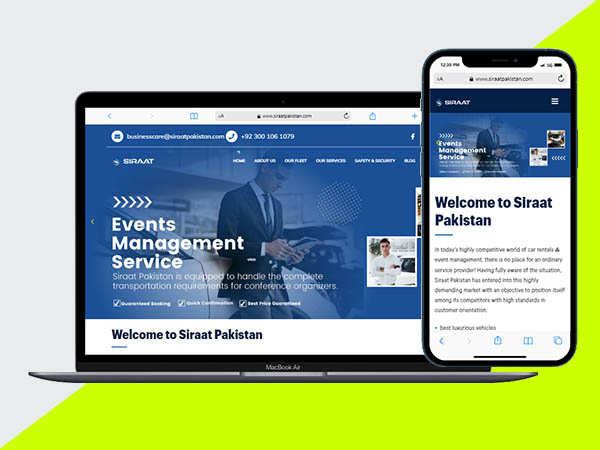 www.siraatpakistan.com
businesscare@siraatpakistan.com
+92 300 106 1079
f
SIRAAT
HOME ABOUT US OUR FLEET OUR SERVICES SAFETY & SECURITY BLOG
Events
Management
Service
Siraat Pakistan is equipped to handle the complete
transportation requirements for conference organizers.
Guaranteed Booking Quick Confirmation Best Price Guaranteed
Welcome to Siraat Pakistan
MacBook Air
12:30 PM 5G
AA www.siraatpakistan.com
SIRAAT
Events
Management
Service
Welcome to Siraat
Pakistan
In today's highly competitive world of car rentals &
event management, there is no place for an ordinary
service provider! Having fully aware of the situation,
Siraat Pakistan has entered into this highly
demanding market with an objective to position itself
among its competitors with high standards in
customer orientation.
• best luxurious vehicles